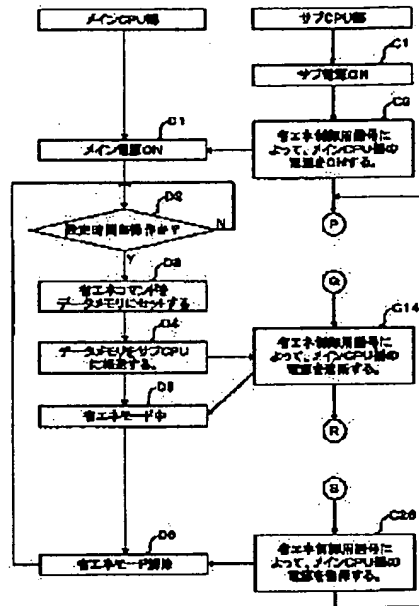 メインCPU部
サブCPU部
C1
サブ電源ON
C2
D1
メイン電源ON
省エネ制御用信号に
よって、メインCPU部の
電源をONする。
D2
設定時間無操作か?
N
P
Y
D3
省エネコマンドを
データメモリにセットする
Q
D4
データメモリをサブCPU
に転送する。
C14
省エネ制御用信号に
よって、メインCPU部の
電源を遮断する。
D5
省エネモード中
R
S
C26
D6
省エネモード解除
省エネ制御用信号に
よって、メインCPU部の
電源を復帰する。